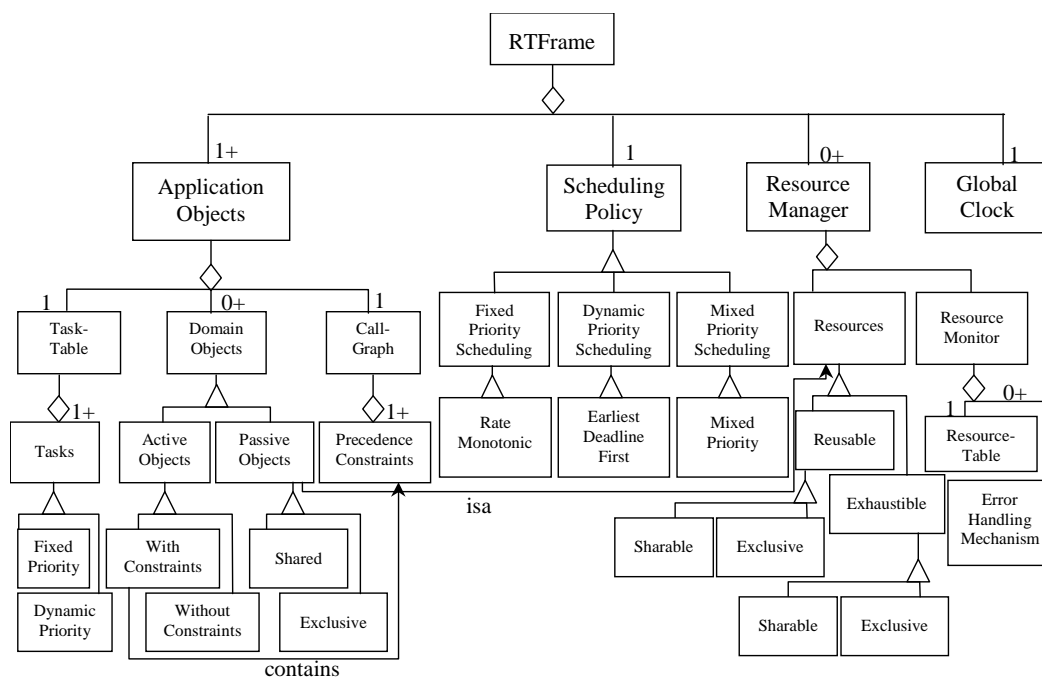 RTFrame
1+
1
0+
1
Application
Objects
Scheduling
Policy
Resource
Manager
Global
Clock
1
0+
1
Task-
Table
Domain
Objects
Call-
Graph
Fixed
Priority
Scheduling
Dynamic
Priority
Scheduling
Mixed
Priority
Scheduling
Resources
Resource
Monitor
1+
1+
1
0+
Tasks
Active
Objects
Passive
Objects
Precedence
Constraints
Rate
Monotonic
Earliest
Deadline
First
Mixed
Priority
Reusable
Resource-
Table
isa
Fixed
Priority
With
Constraints
Shared
Sharable
Exclusive
Exhaustible
Error
Handling
Mechanism
Dynamic
Priority
Without
Constraints
Exclusive
Sharable
Exclusive
contains